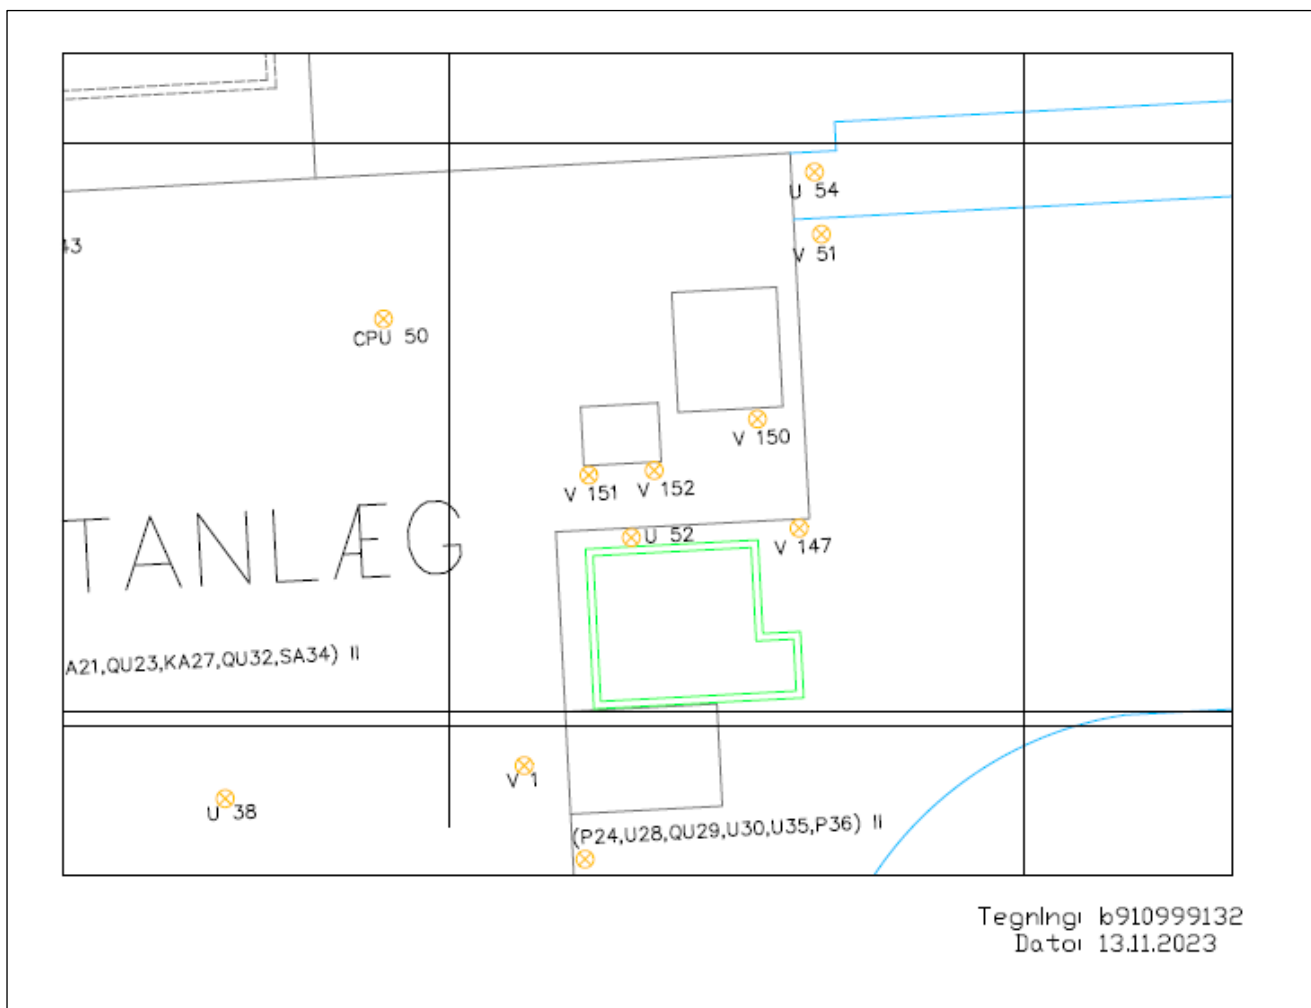 U 54
43
V 51
CPU 50
V 150
V 151
V 152
U 52
V 147
TANLÆG
A21,QU23,KA27,QU32,SA34) II
V 1
U 38
(P24,U28,QU29,U30,U35,P36) II
Tegning: b910999132
Dato: 13.11.2023